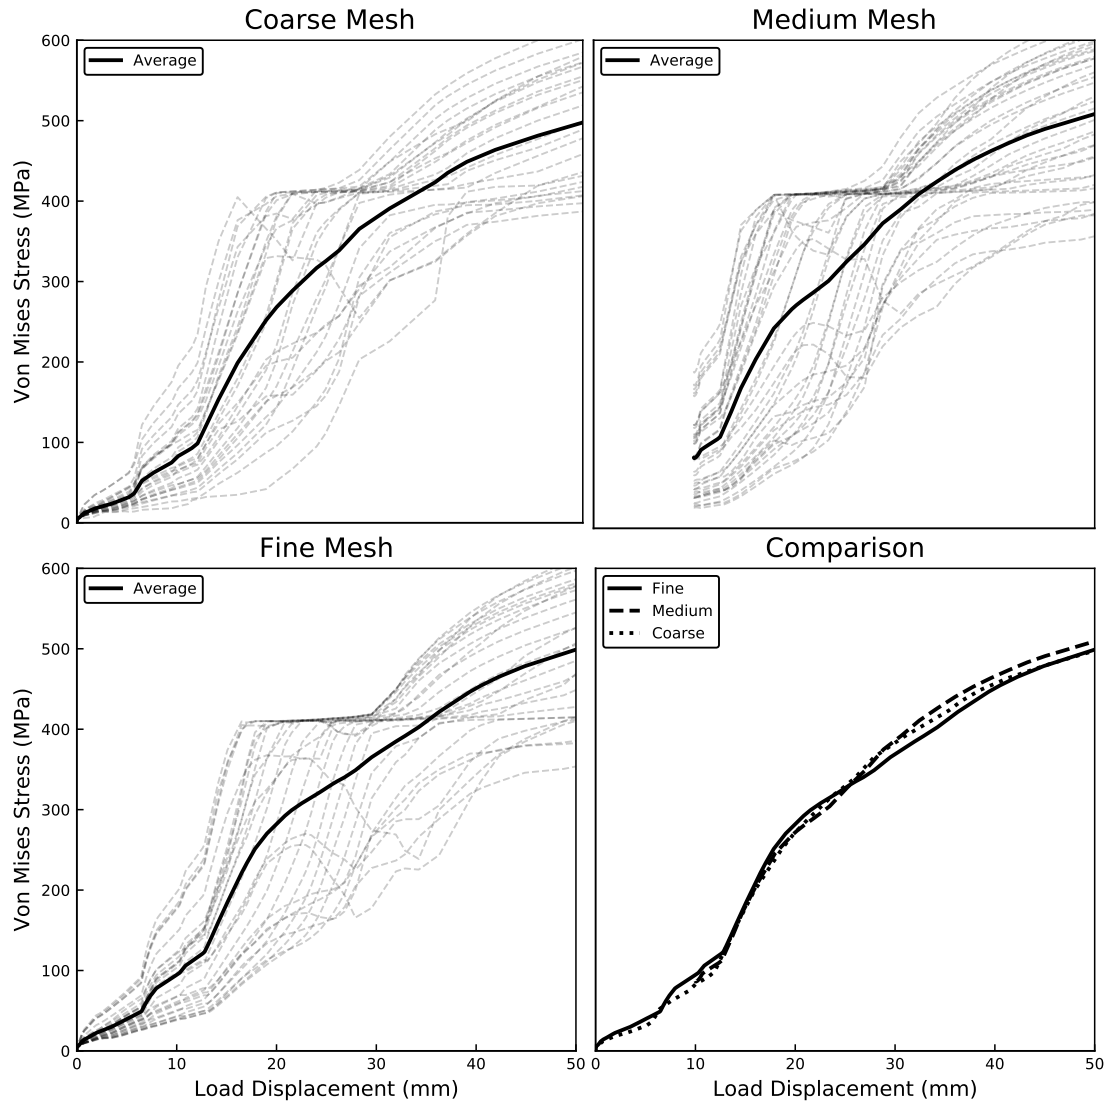 Coarse Mesh
Medium Mesh
600
500
400
300
200
100
0
Von Mises Stress (MPa)
Average
Average
Fine Mesh
Comparison
600
500
400
300
200
100
0
Von Mises Stress (MPa)
Average
Fine
Medium
Coarse
0 10 20 30 40 50
0 10 20 30 40 50
Load Displacement (mm)
Load Displacement (mm)